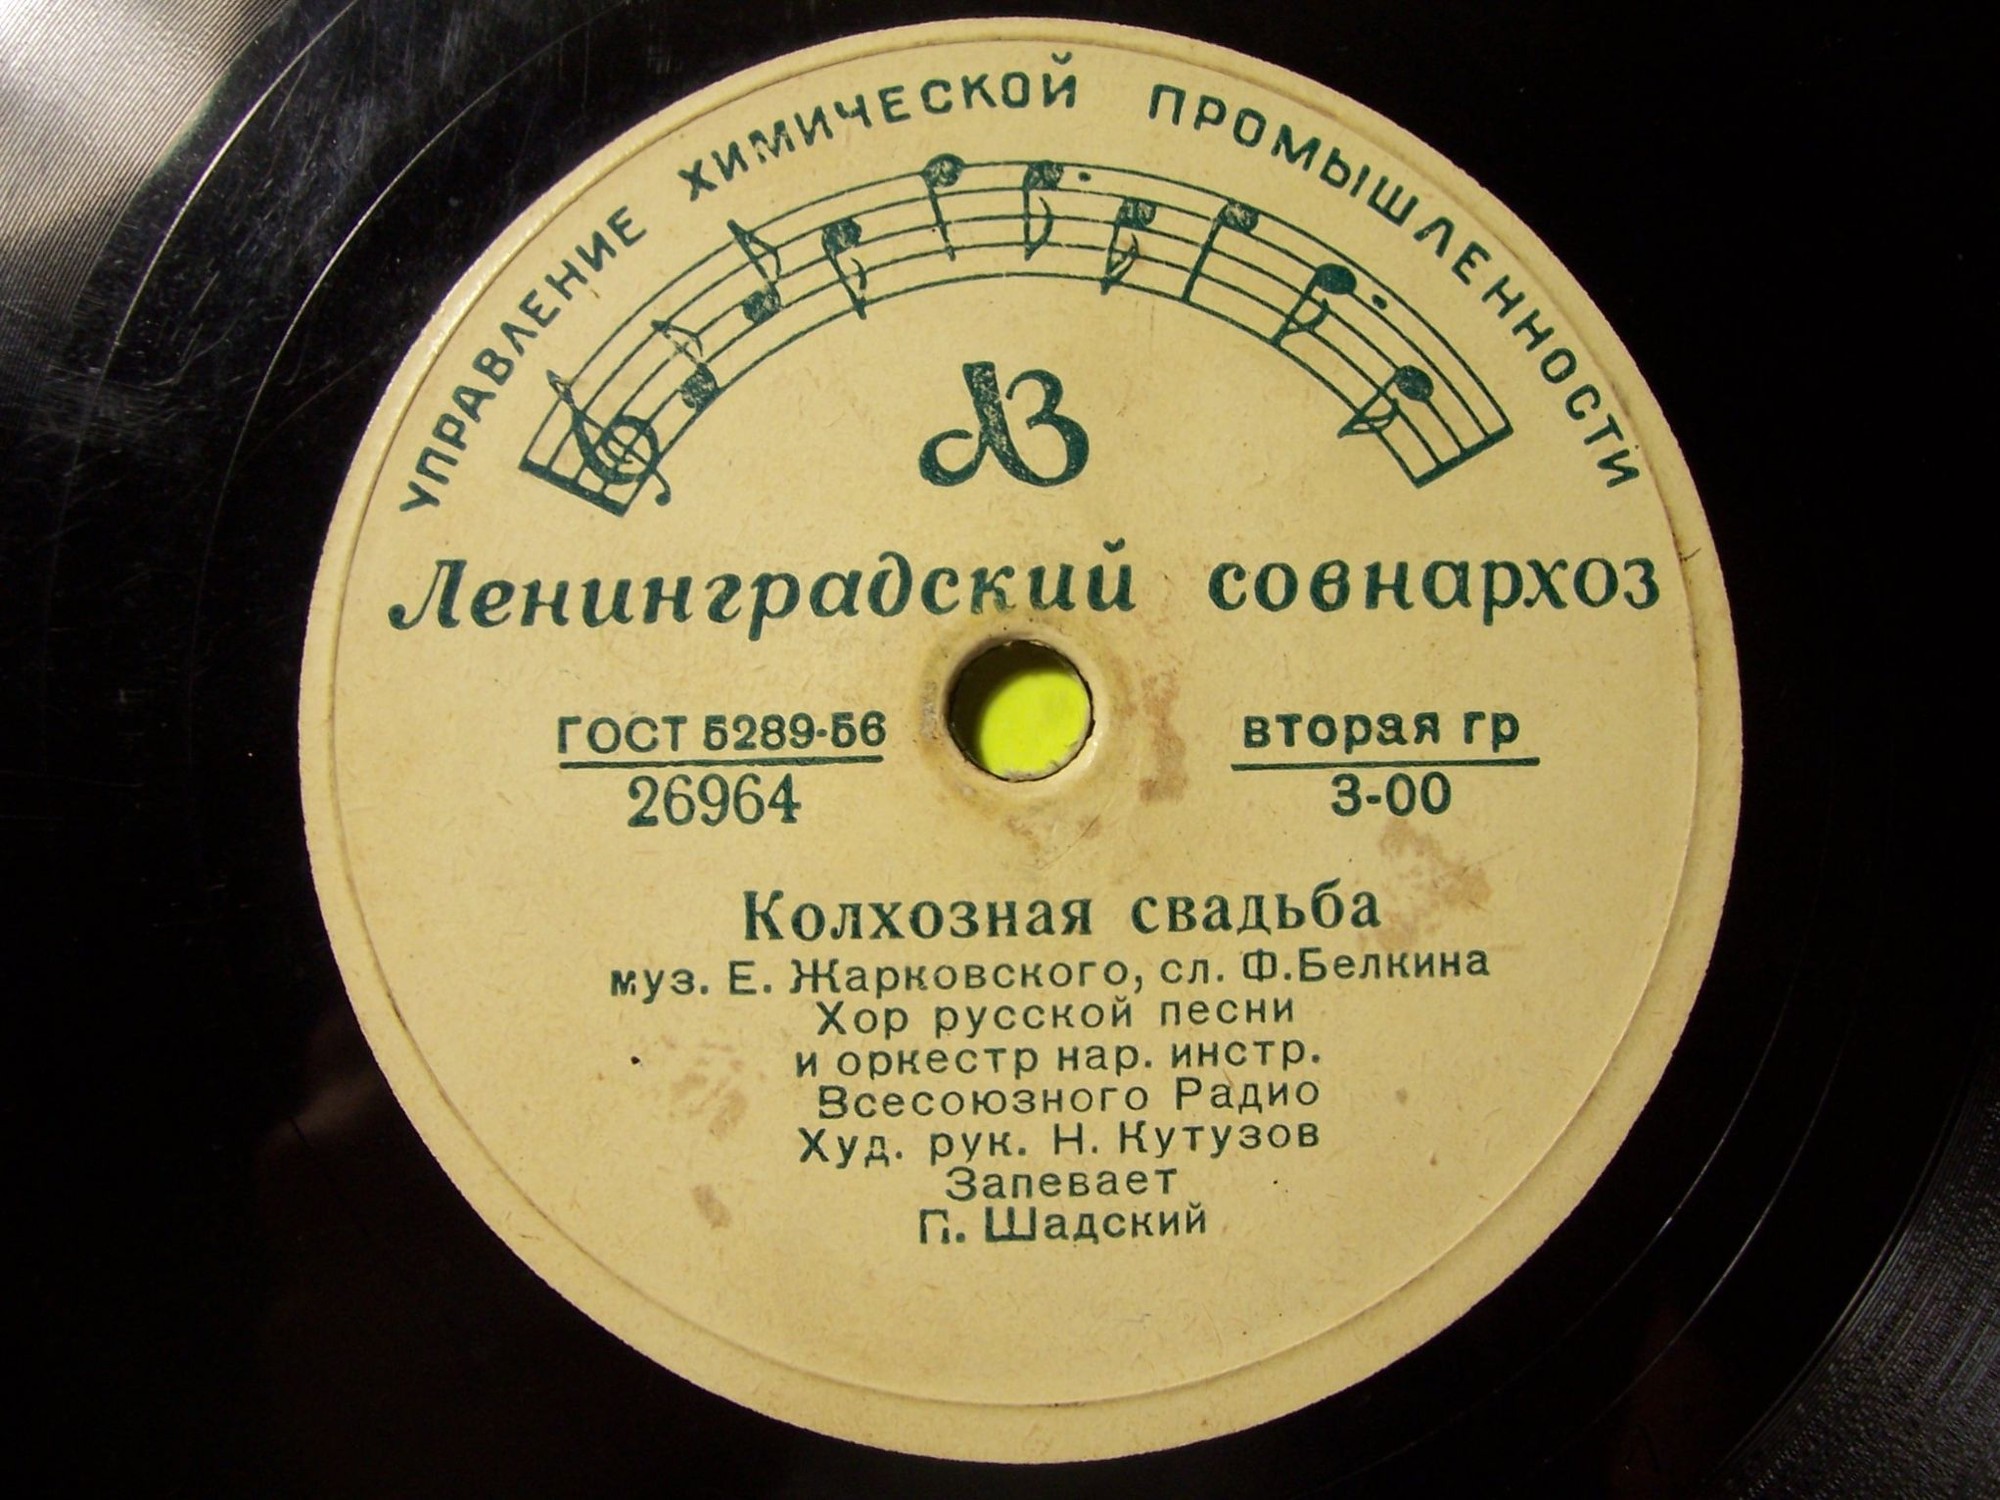 УПРАВЛЕНИЕ ХИМИЧЕСКОЙ ПРОМЫШЛЕННОСТИ
ЛЗ
Ленинградский совнархоз
ГОСТ 5289-56
26964
вторая гр
3-00
Колхозная свадьба
муз. Е. Жарковского, сл. Ф.Белкина
Хор русской песни
и оркестр нар. инстр.
Всесоюзного Радио
Худ. рук. Н. Кутузов
Запевает
П. Шадский